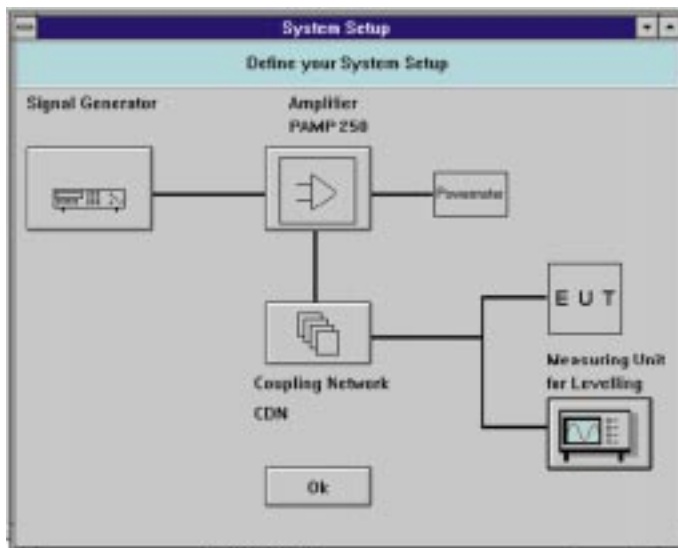 System Setup
Define your System Setup
Signal Generator
Amplifier
PAMP 250
Powermeter
E U T
Measuring Unit
for Levelling
Coupling Network
CDN
Ok